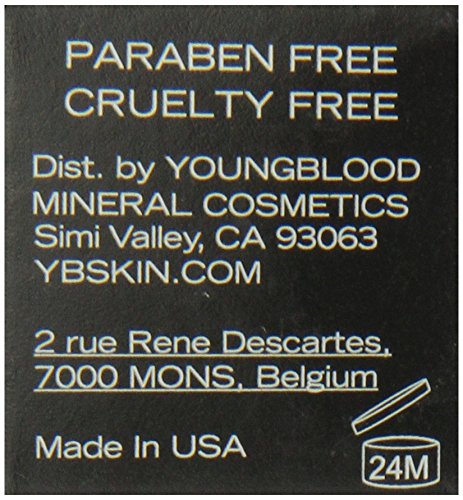 PARABEN FREE
CRUELTY FREE
Dist. by YOUNGBLOOD
MINERAL COSMETICS
Simi Valley, CA 93063
YBSKIN.COM
2 rue Rene Descartes,
7000 MONS, Belgium
Made In USA
24M